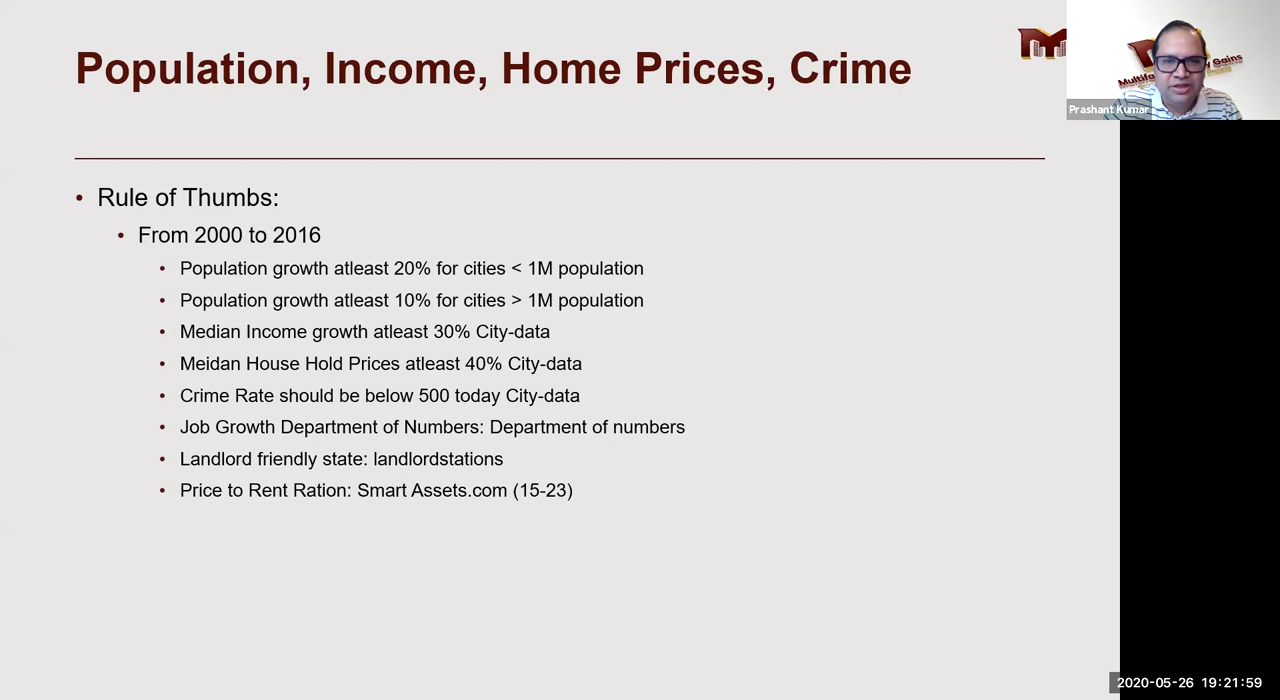 Population, Income, Home Prices, Crime
Gains
Prashant Kumar
• Rule of Thumbs:
• From 2000 to 2016
• Population growth atleast 20% for cities < 1M population
• Population growth atleast 10% for cities > 1M population
• Median Income growth atleast 30% City-data
• Meidan House Hold Prices atleast 40% City-data
• Crime Rate should be below 500 today City-data
• Job Growth Department of Numbers: Department of numbers
• Landlord friendly state: landlordstations
• Price to Rent Ration: Smart Assets.com (15-23)
2020-05-26 19:21:59